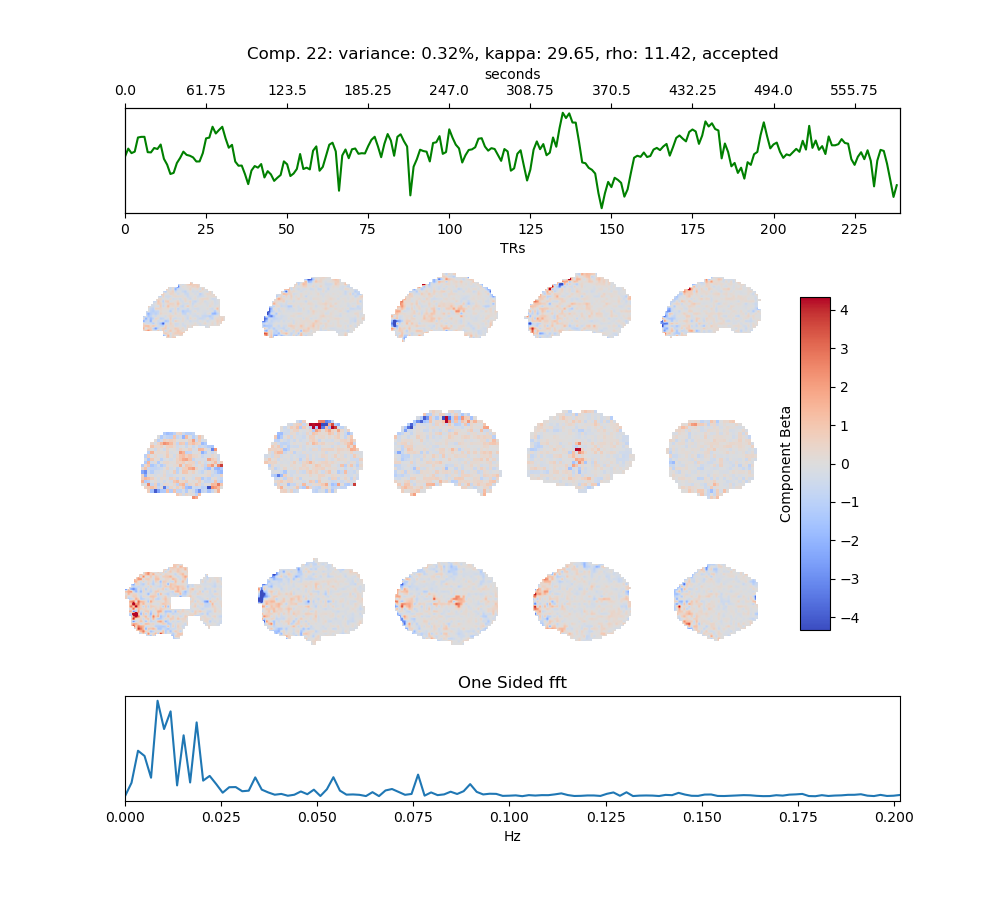 Comp. 22: variance: 0.32%, kappa: 29.65, rho: 11.42, accepted
seconds
0.0 61.75 123.5 185.25 247.0 308.75 370.5 432.25 494.0 555.75
0 25 50 75 100 125 150 175 200 225
TRs
4
3
2
1
0
−1
−2
−3
−4
Component Beta
One Sided fft
0.000 0.025 0.050 0.075 0.100 0.125 0.150 0.175 0.200
Hz